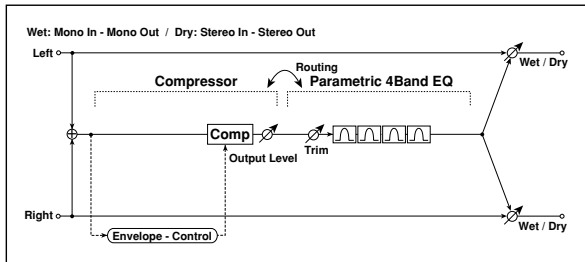 Wet: Mono In - Mono Out / Dry: Stereo In - Stereo Out
Left
Wet / Dry
Routing
Compressor
Parametric 4Band EQ
Comp
Output Level
Trim
Right
Wet / Dry
Envelope - Control